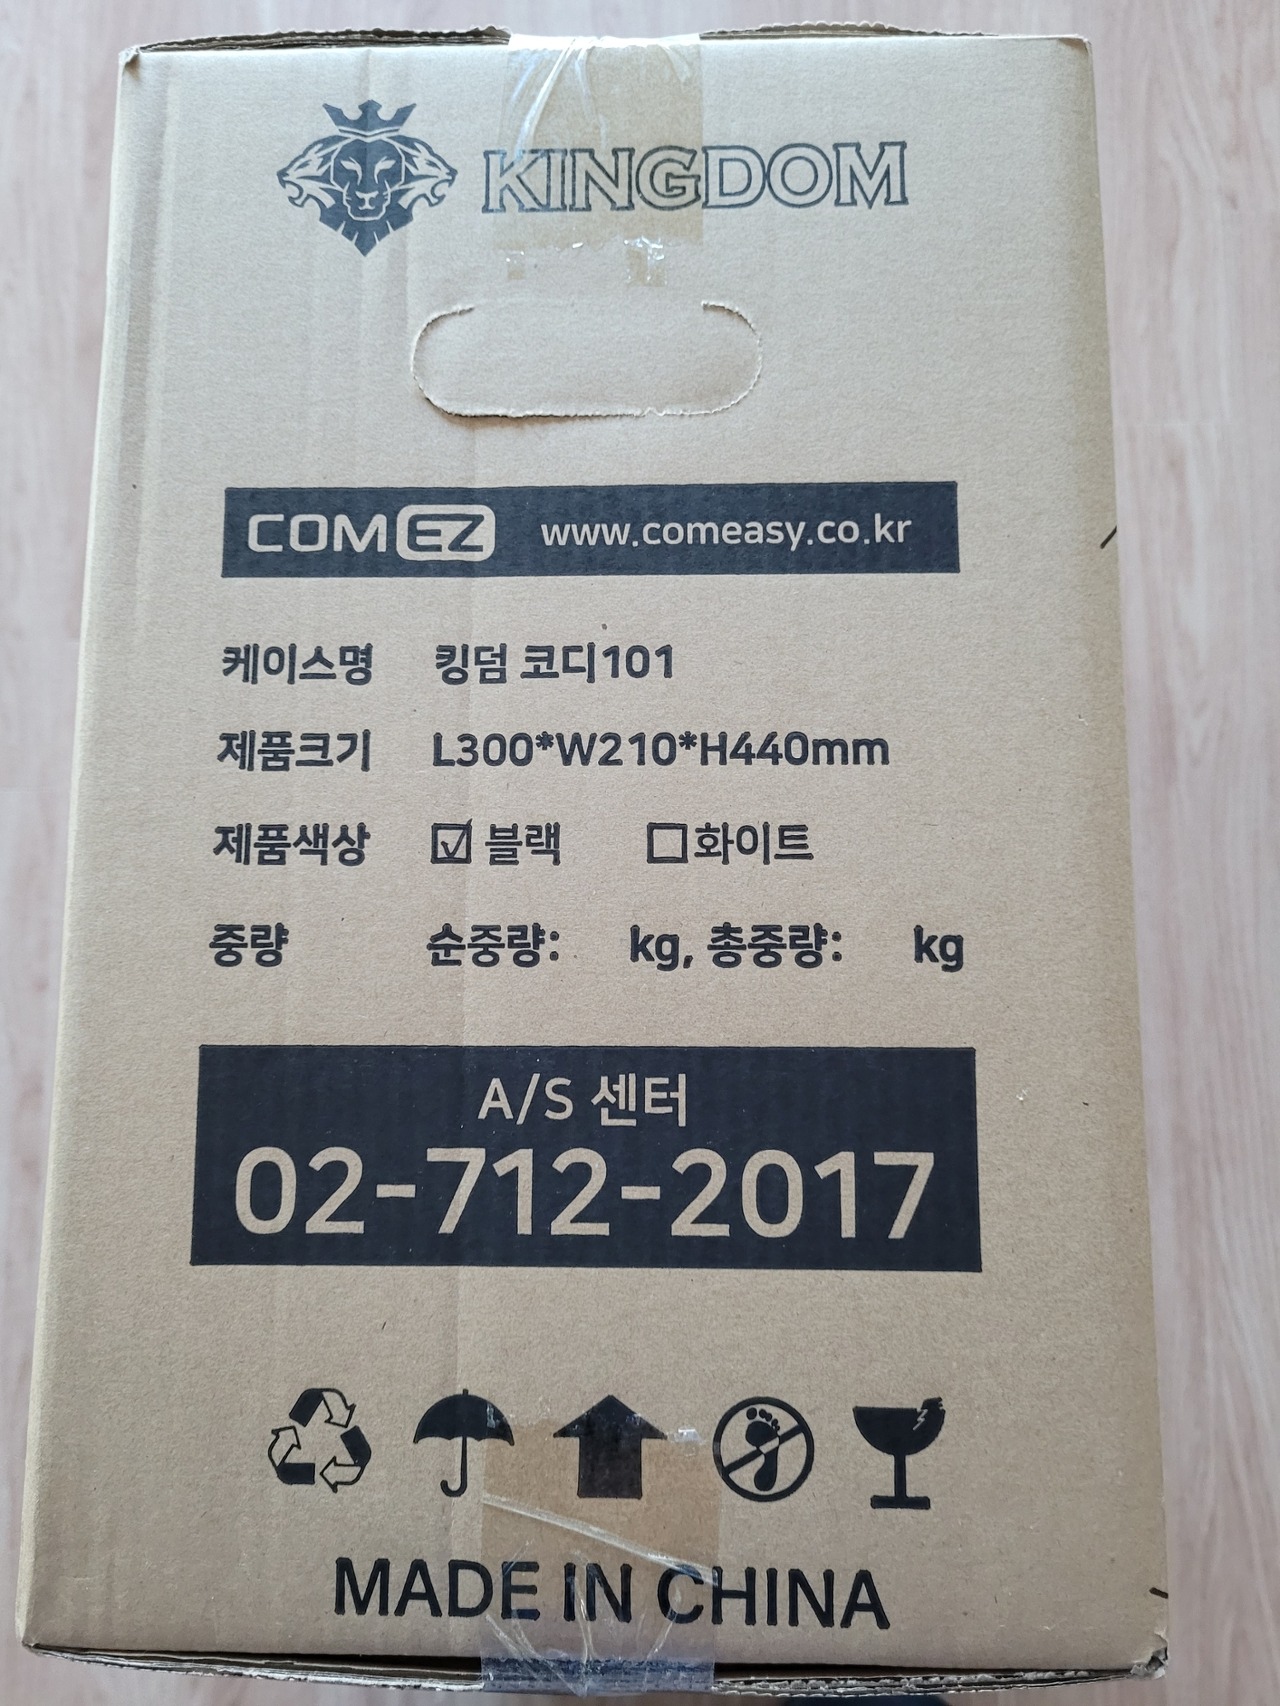 KINGDOM
COMEZ www.comeasy.co.kr
케이스명 킹덤 코디101
제품크기 L300*W210*H440mm
제품색상 ☑ 블랙 ☐ 화이트
중량 순중량: kg, 총중량: kg
A/S 센터
02-712-2017
MADE IN CHINA